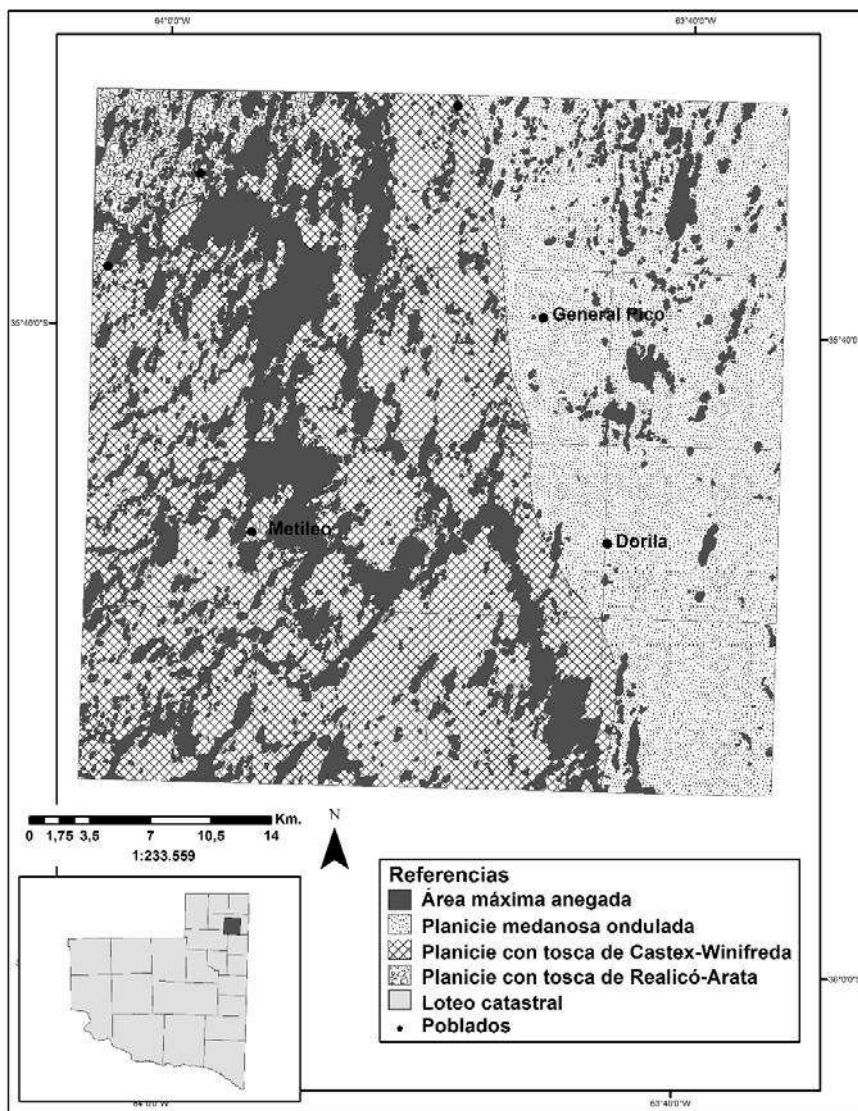 64°0'0"W
63°40'0"W
35°40'0"S
35°40'0"S
General Pico
Metileo
Dorila
0 1,75 3,5 7 10,5 14 Km.
1:233.559
N
Referencias
Área máxima anegada
Planicie medanosa ondulada
Planicie con tosca de Castex-Winifreda
Planicie con tosca de Realicó-Arata
Loteo catastral
Poblados
36°0'0"S
64°0'0"W
63°40'0"W